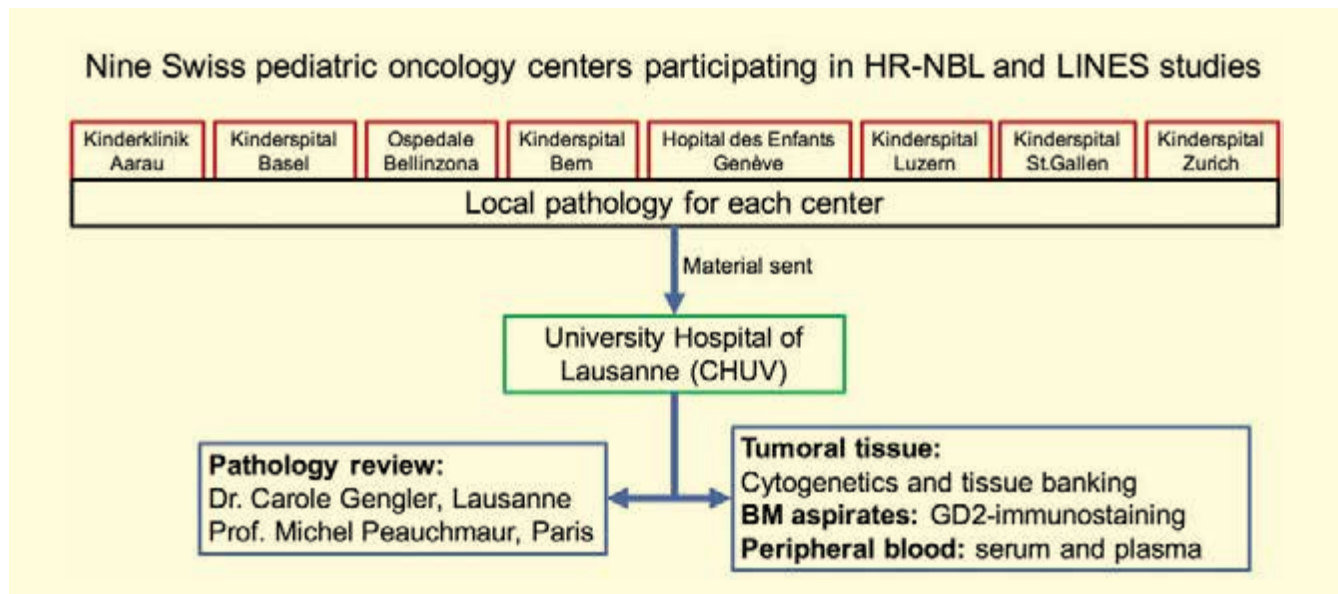 Nine Swiss pediatric oncology centers participating in HR-NBL and LINES studies
Kinderklinik
Aarau
Kinderspital
Basel
Ospedale
Bellinzona
Kinderspital
Bern
Hopital des Enfants
Genève
Kinderspital
Luzern
Kinderspital
St.Gallen
Kinderspital
Zurich
Local pathology for each center
Material sent
University Hospital of
Lausanne (CHUV)
Pathology review:
Dr. Carole Gengler, Lausanne
Prof. Michel Peauchmaur, Paris
Tumoral tissue:
Cytogenetics and tissue banking
BM aspirates: GD2-immunostaining
Peripheral blood: serum and plasma